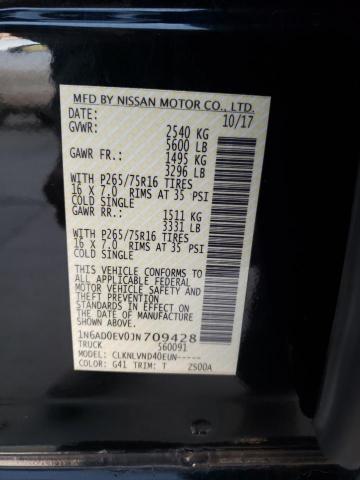 MFD BY NISSAN MOTOR CO., LTD.
DATE: 10/17
GVWR: 2540 KG
5600 LB
GAWR FR.: 1495 KG
3296 LB
WITH P265/75R16 TIRES
16 X 7.0 RIMS AT 35 PSI
COLD SINGLE
GAWR RR.: 1511 KG
3331 LB
WITH P265/75R16 TIRES
16 X 7.0 RIMS AT 35 PSI
COLD SINGLE
THIS VEHICLE CONFORMS TO
ALL APPLICABLE FEDERAL
MOTOR VEHICLE SAFETY AND
THEFT PREVENTION
STANDARDS IN EFFECT ON
THE DATE OF MANUFACTURE
SHOWN ABOVE.
1N6AD0EV0JN709428
TRUCK S60091
MODEL: CLKNLVND40EUN-----
COLOR: G41 TRIM: T ZS00A